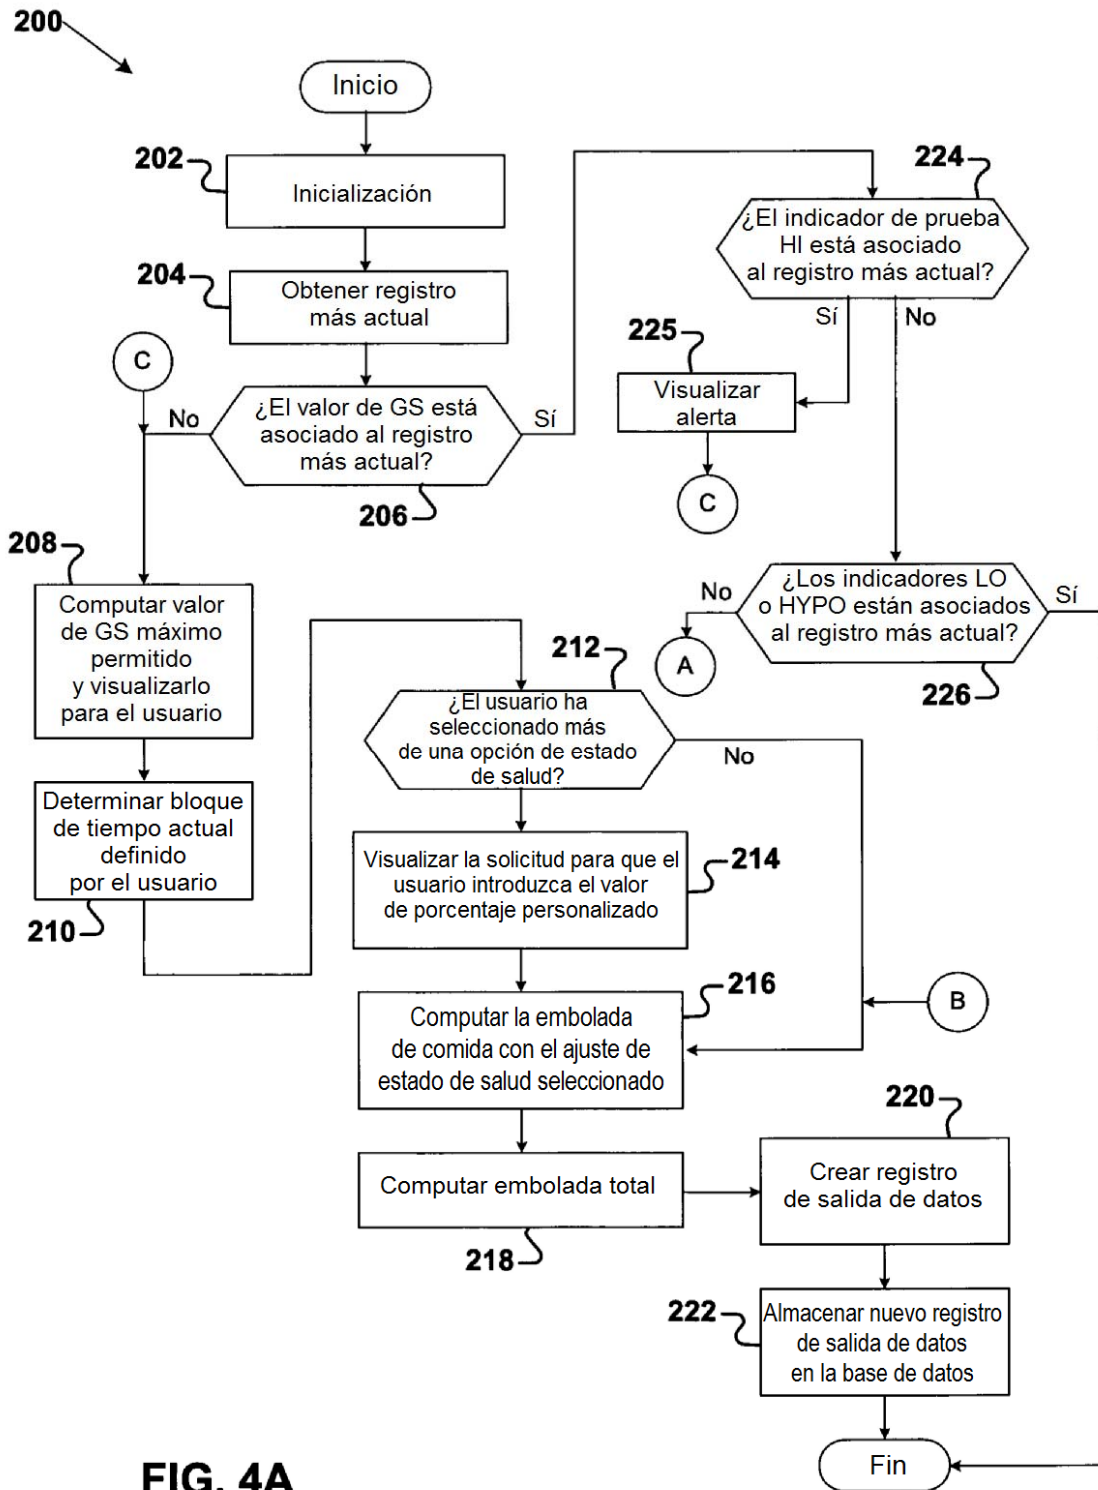 200
Inicio
202
Inicialización
204
Obtener registro
más actual
C
No
¿El valor de GS está
asociado al registro
más actual?
Sí
206
224
¿El indicador de prueba
HI está asociado
al registro más actual?
Sí
No
225
Visualizar
alerta
C
No
¿Los indicadores LO
o HYPO están asociados
al registro más actual?
Sí
A
226
208
Computar valor
de GS máximo
permitido
y visualizarlo
para el usuario
Determinar bloque
de tiempo actual
definido
por el usuario
210
212
¿El usuario ha
seleccionado más
de una opción de estado
de salud?
No
Visualizar la solicitud para que el
usuario introduzca el valor
de porcentaje personalizado
214
216
Computar la embolada
de comida con el ajuste de
estado de salud seleccionado
B
Computar embolada total
218
220
Crear registro
de salida de datos
222
Almacenar nuevo registro
de salida de datos
en la base de datos
Fin
FIG. 4A